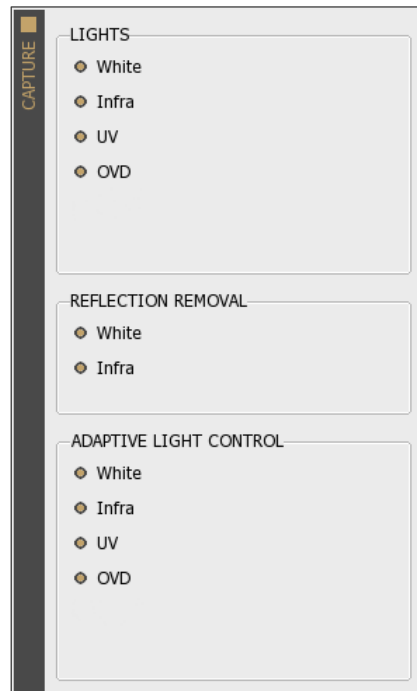 CAPTURE
LIGHTS
White
Infra
UV
OVD
REFLECTION REMOVAL
White
Infra
ADAPTIVE LIGHT CONTROL
White
Infra
UV
OVD